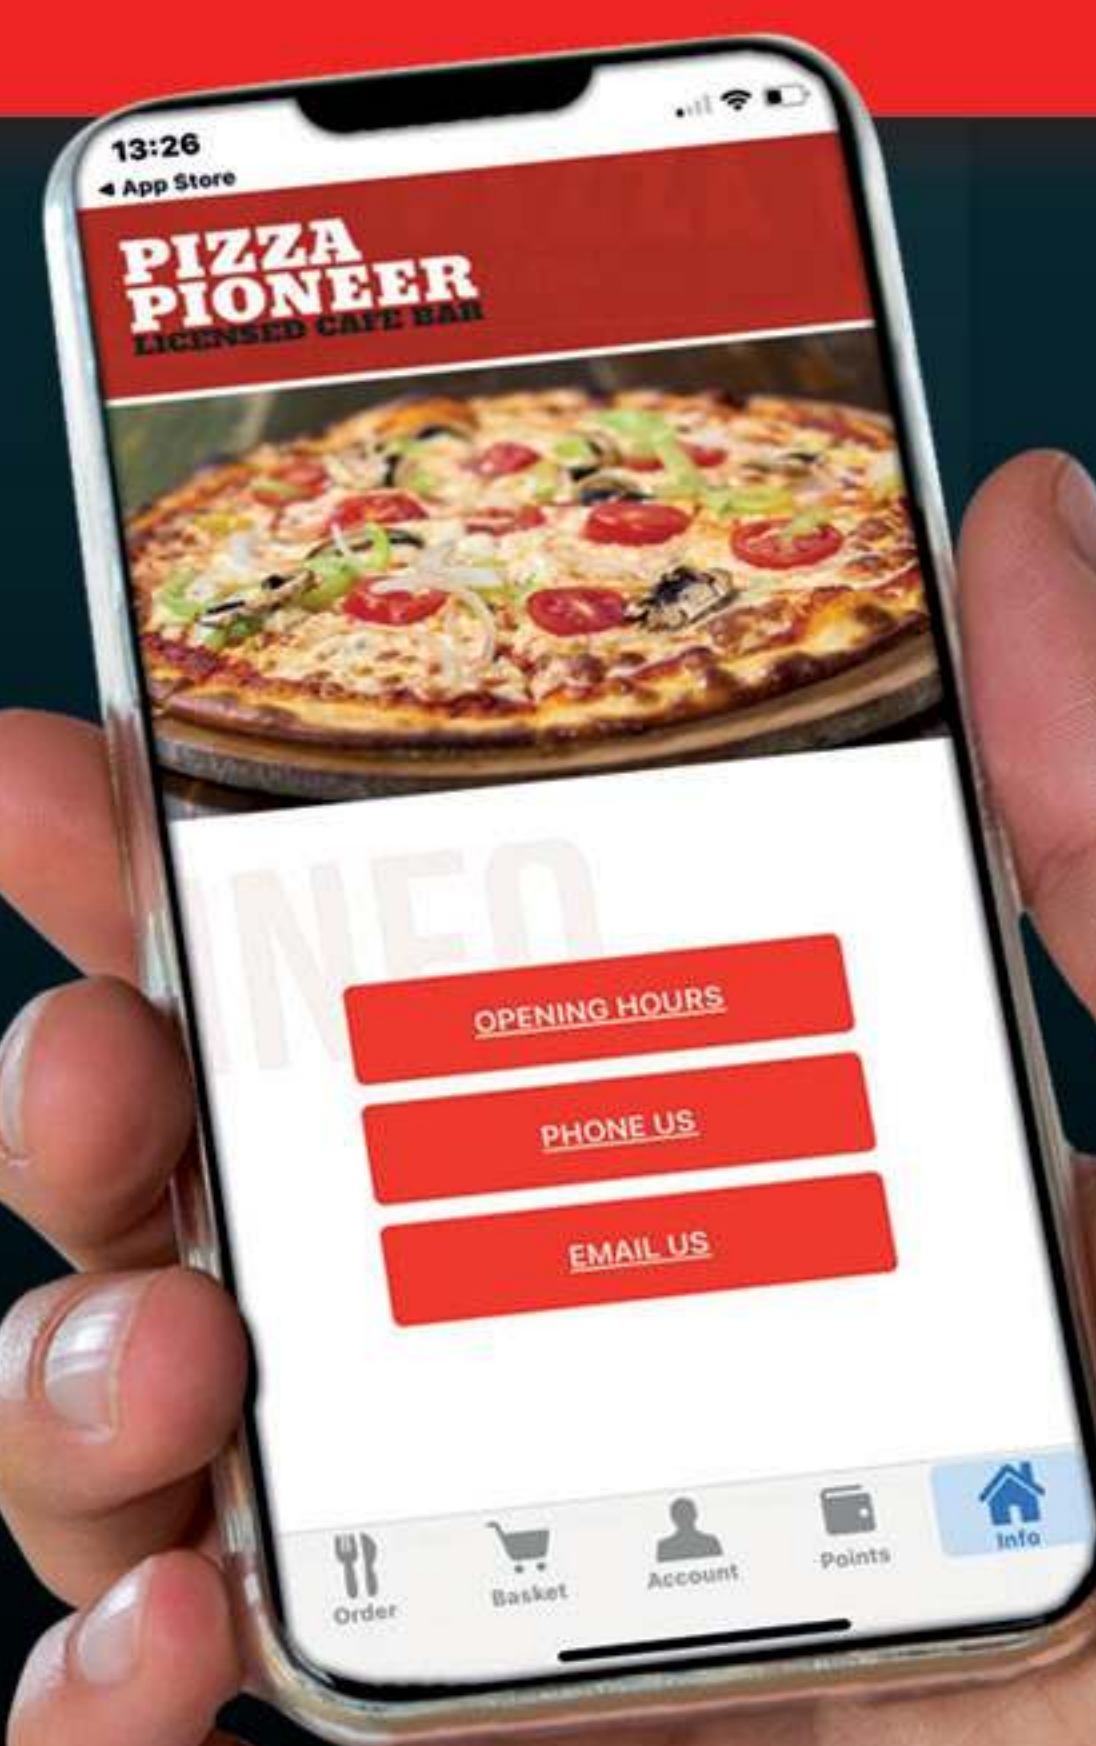 13:26
◀ App Store
PIZZA
PIONEER
LICENSED CAFE BAR
INFO
OPENING HOURS
PHONE US
EMAIL US
Order
Basket
Account
Points
Info